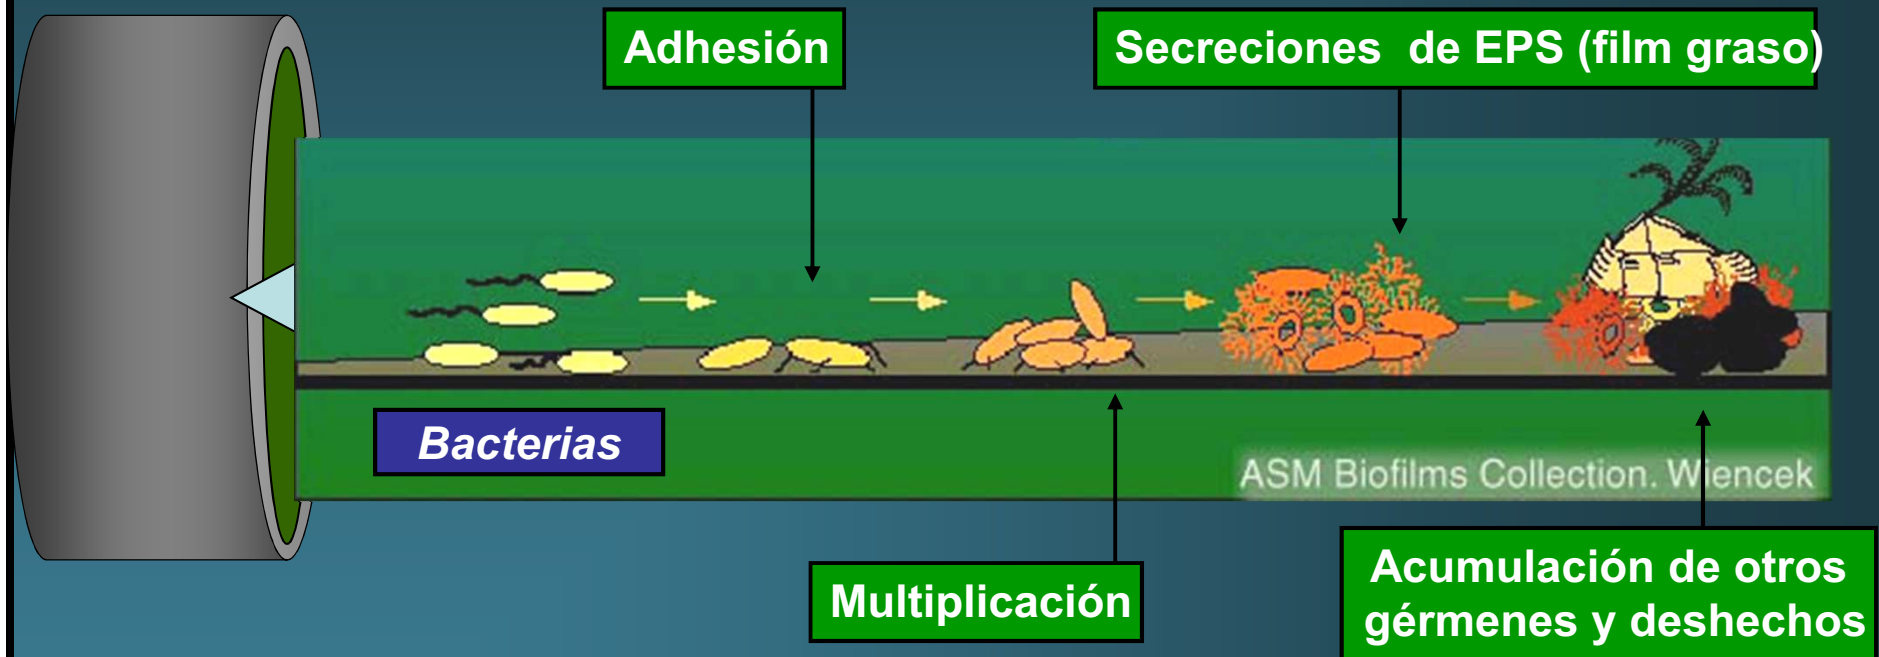 Adhesión
Secreciones de EPS (film graso)
Bacterias
ASM Biofilms Collection. Wiencek
Multiplicación
Acumulación de otros
gérmenes y deshechos